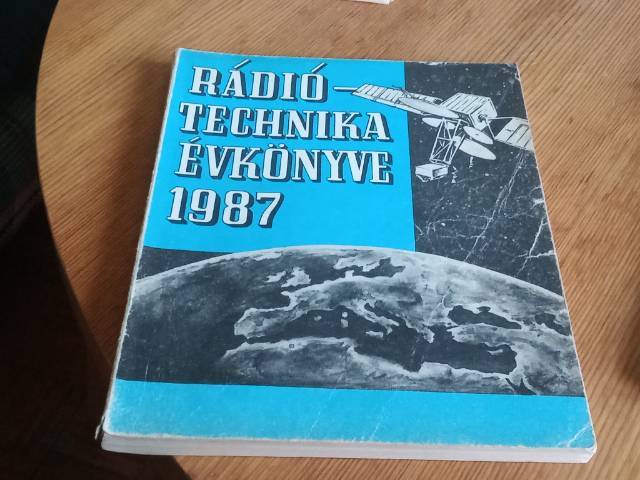 RÁDIÓ
TECHNIKA
ÉVKÖNYVE
1987